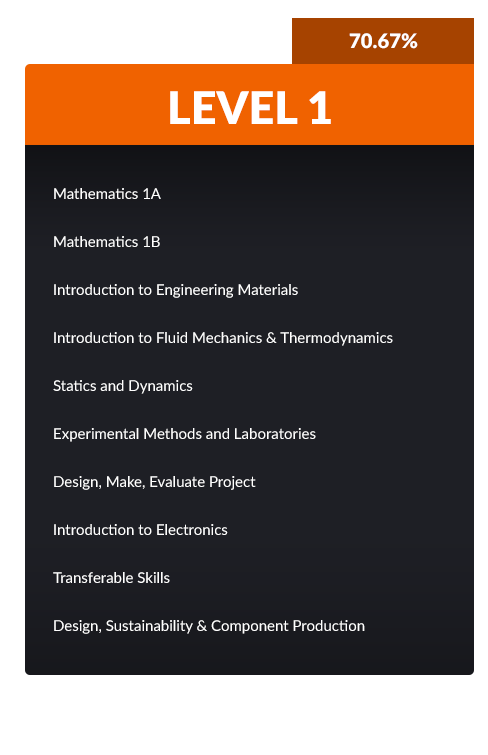 70.67%
LEVEL 1
Mathematics 1A
Mathematics 1B
Introduction to Engineering Materials
Introduction to Fluid Mechanics & Thermodynamics
Statics and Dynamics
Experimental Methods and Laboratories
Design, Make, Evaluate Project
Introduction to Electronics
Transferable Skills
Design, Sustainability & Component Production